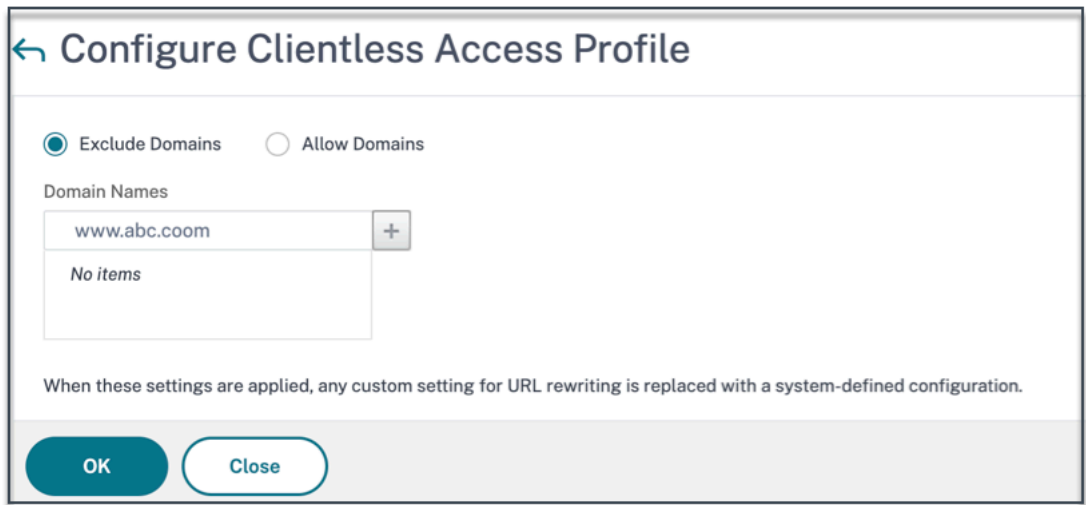 Configure Clientless Access Profile
Exclude Domains Allow Domains
Domain Names
www.abc.coom
No items
When these settings are applied, any custom setting for URL rewriting is replaced with a system-defined configuration.
OK Close